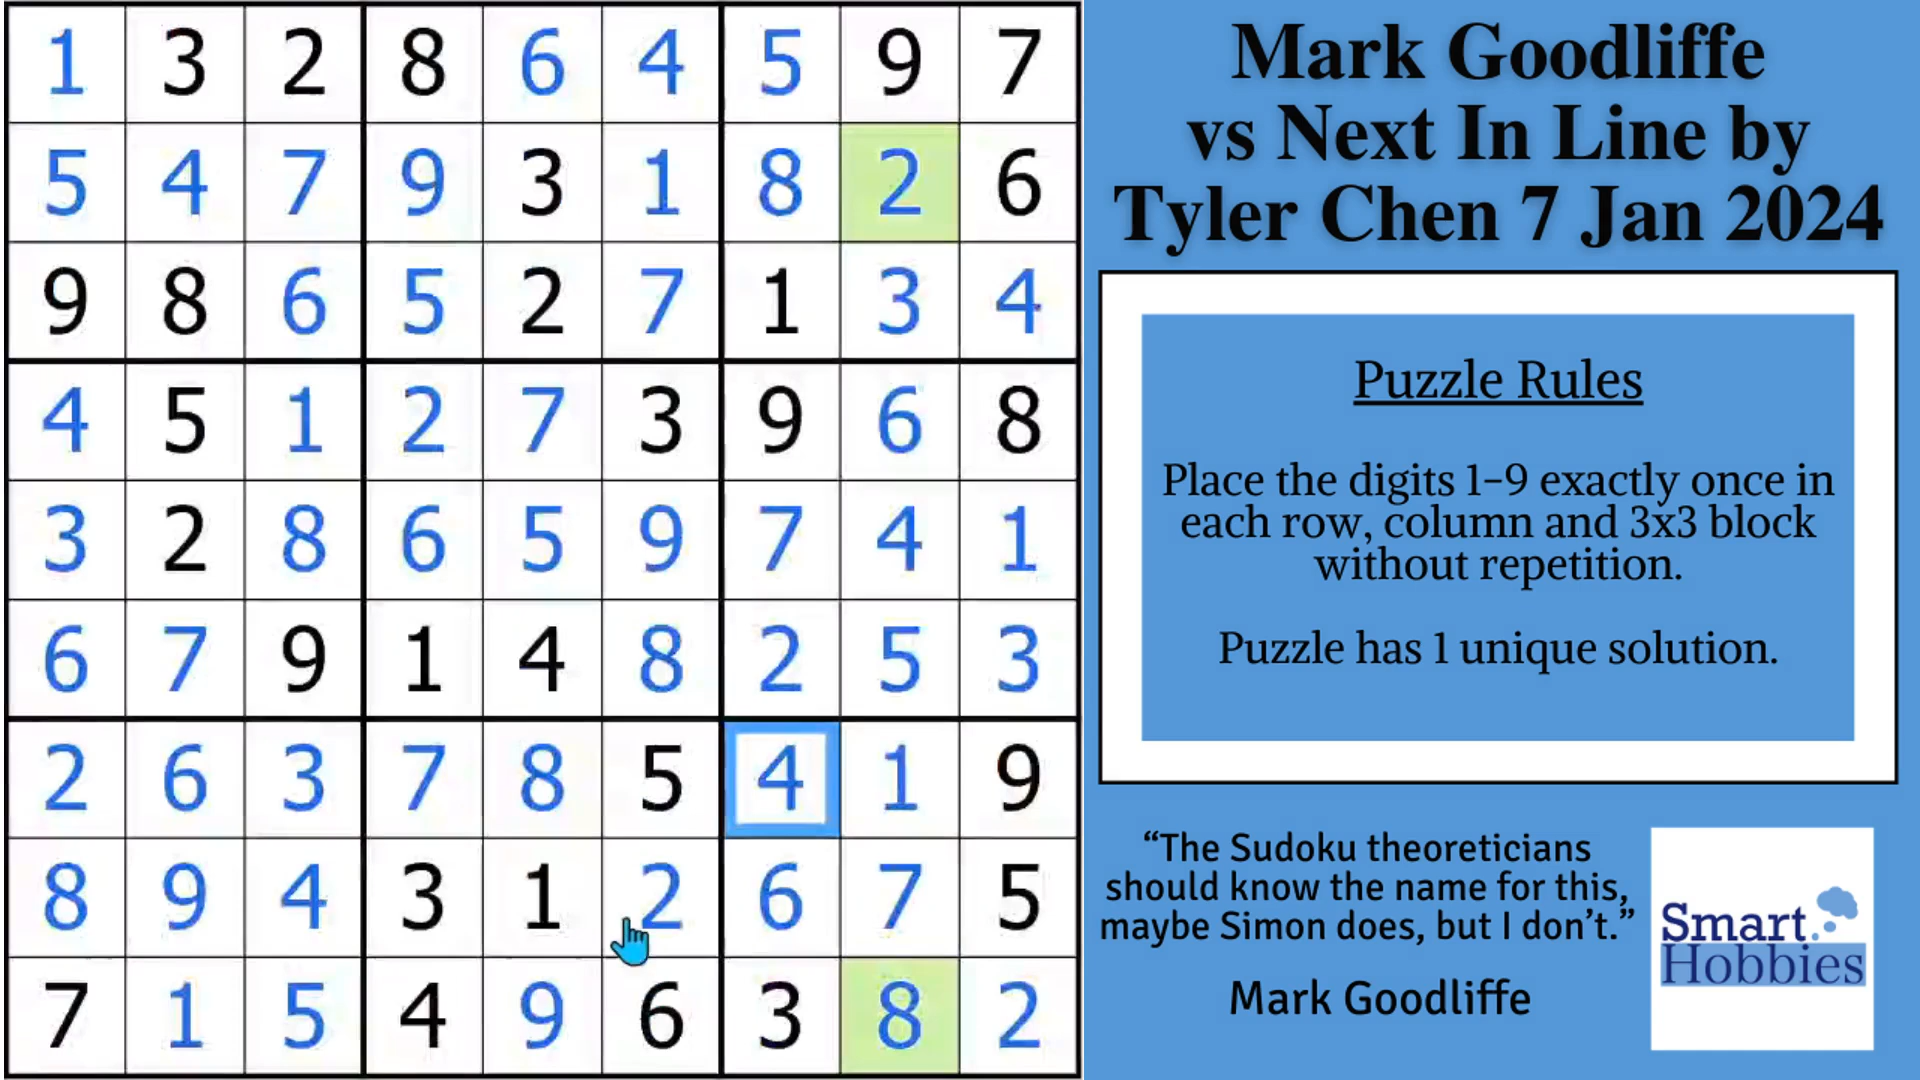 1 3 2 8 6 4 5 9 7
5 4 7 9 3 1 8 2 6
9 8 6 5 2 7 1 3 4
4 5 1 2 7 3 9 6 8
3 2 8 6 5 9 7 4 1
6 7 9 1 4 8 2 5 3
2 6 3 7 8 5 4 1 9
8 9 4 3 1 2 6 7 5
7 1 5 4 9 6 3 8 2
Mark Goodliffe
vs Next In Line by
Tyler Chen 7 Jan 2024
Puzzle Rules
Place the digits 1-9 exactly once in
each row, column and 3x3 block
without repetition.
Puzzle has 1 unique solution.
“The Sudoku theoreticians
should know the name for this,
maybe Simon does, but I don’t.”
Mark Goodliffe
Smart
Hobbies